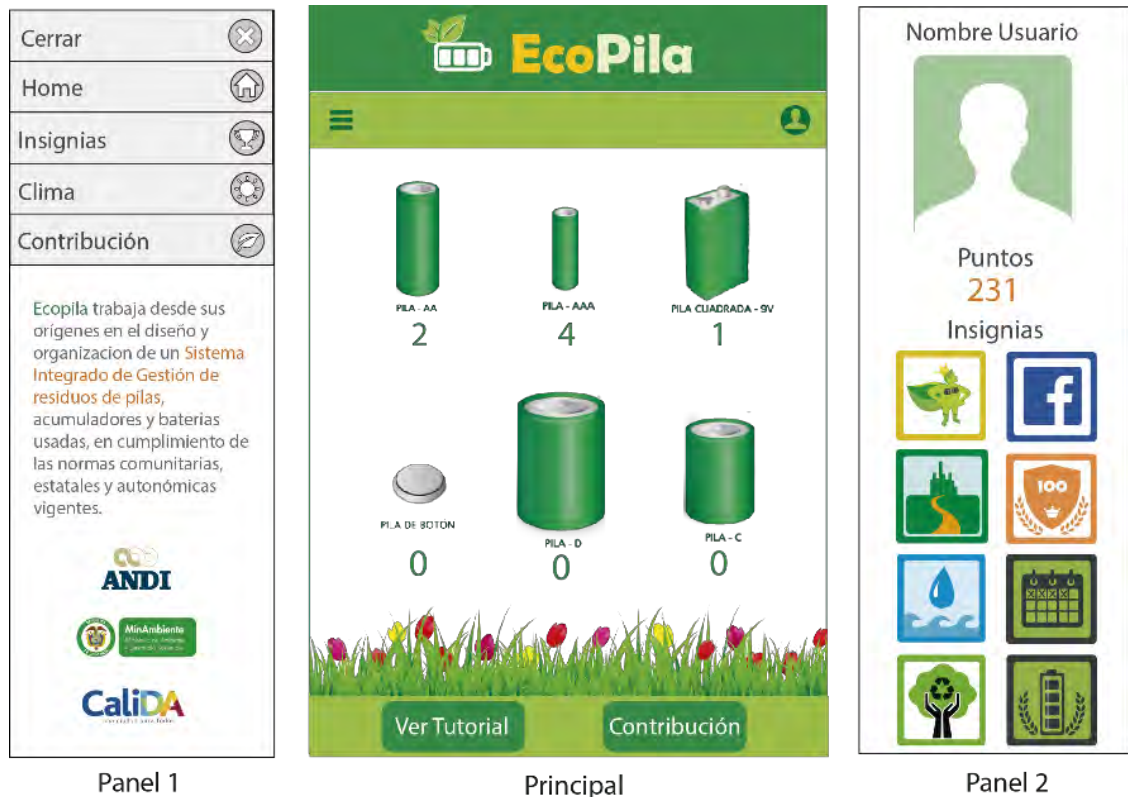 Cerrar
Home
Insignias
Clima
Contribución
Ecopila trabaja desde sus
orígenes en el diseño y
organizacion de un Sistema
Integrado de Gestión de
residuos de pilas,
acumuladores y baterias
usadas, en cumplimiento de
las normas comunitarias,
estatales y autonómicas
vigentes.
ANDI
MinAmbiente
CaliDA
Panel 1
EcoPila
PILA - AA
2
PILA - AAA
4
PILA CUADRADA - 9V
1
PILA DE BOTÓN
0
PILA - D
0
PILA - C
0
Ver Tutorial
Contribución
Principal
Nombre Usuario
Puntos
231
Insignias
f
100
XXXX
Panel 2